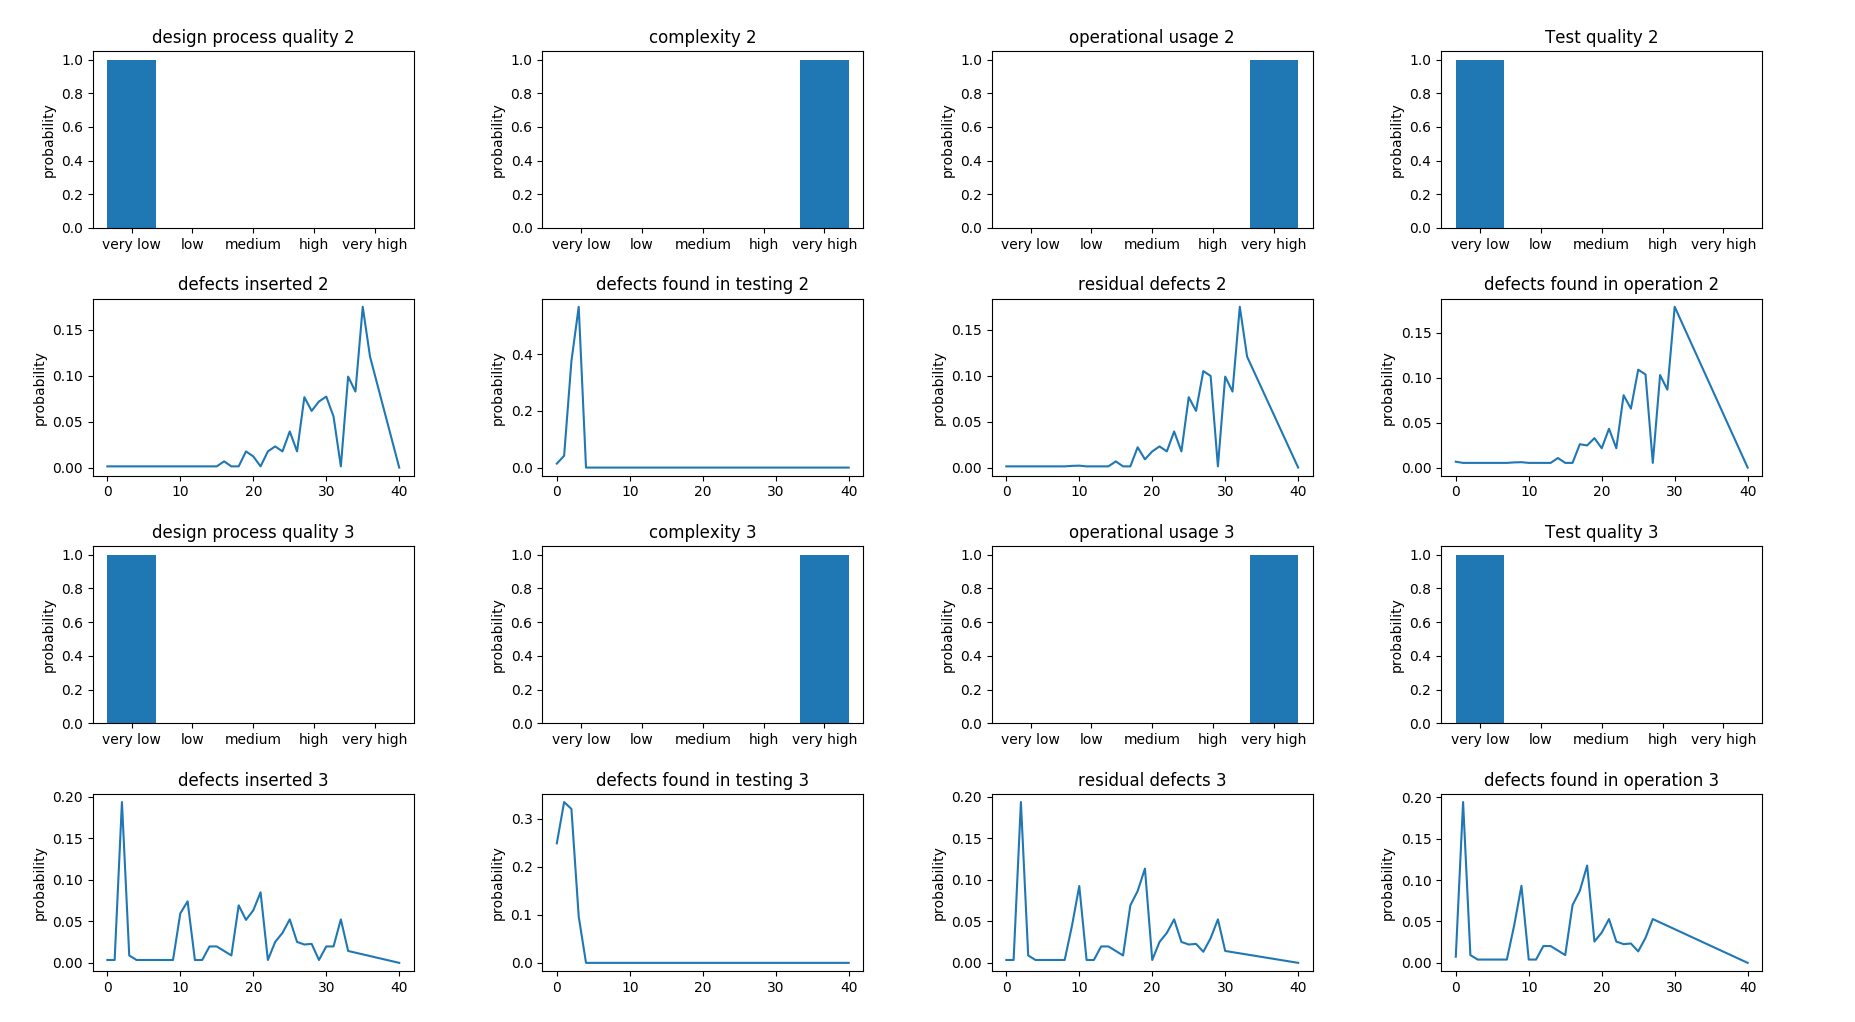 design process quality 2
complexity 2
operational usage 2
Test quality 2
probability
1.0
0.8
0.6
0.4
0.2
0.0
very low low medium high very high
probability
1.0
0.8
0.6
0.4
0.2
0.0
very low low medium high very high
probability
1.0
0.8
0.6
0.4
0.2
0.0
very low low medium high very high
probability
1.0
0.8
0.6
0.4
0.2
0.0
very low low medium high very high
defects inserted 2
defects found in testing 2
residual defects 2
defects found in operation 2
probability
0.15
0.10
0.05
0.00
0 10 20 30 40
probability
0.4
0.2
0.0
0 10 20 30 40
probability
0.15
0.10
0.05
0.00
0 10 20 30 40
probability
0.15
0.10
0.05
0.00
0 10 20 30 40
design process quality 3
complexity 3
operational usage 3
Test quality 3
probability
1.0
0.8
0.6
0.4
0.2
0.0
very low low medium high very high
probability
1.0
0.8
0.6
0.4
0.2
0.0
very low low medium high very high
probability
1.0
0.8
0.6
0.4
0.2
0.0
very low low medium high very high
probability
1.0
0.8
0.6
0.4
0.2
0.0
very low low medium high very high
defects inserted 3
defects found in testing 3
residual defects 3
defects found in operation 3
probability
0.20
0.15
0.10
0.05
0.00
0 10 20 30 40
probability
0.3
0.2
0.1
0.0
0 10 20 30 40
probability
0.20
0.15
0.10
0.05
0.00
0 10 20 30 40
probability
0.20
0.15
0.10
0.05
0.00
0 10 20 30 40